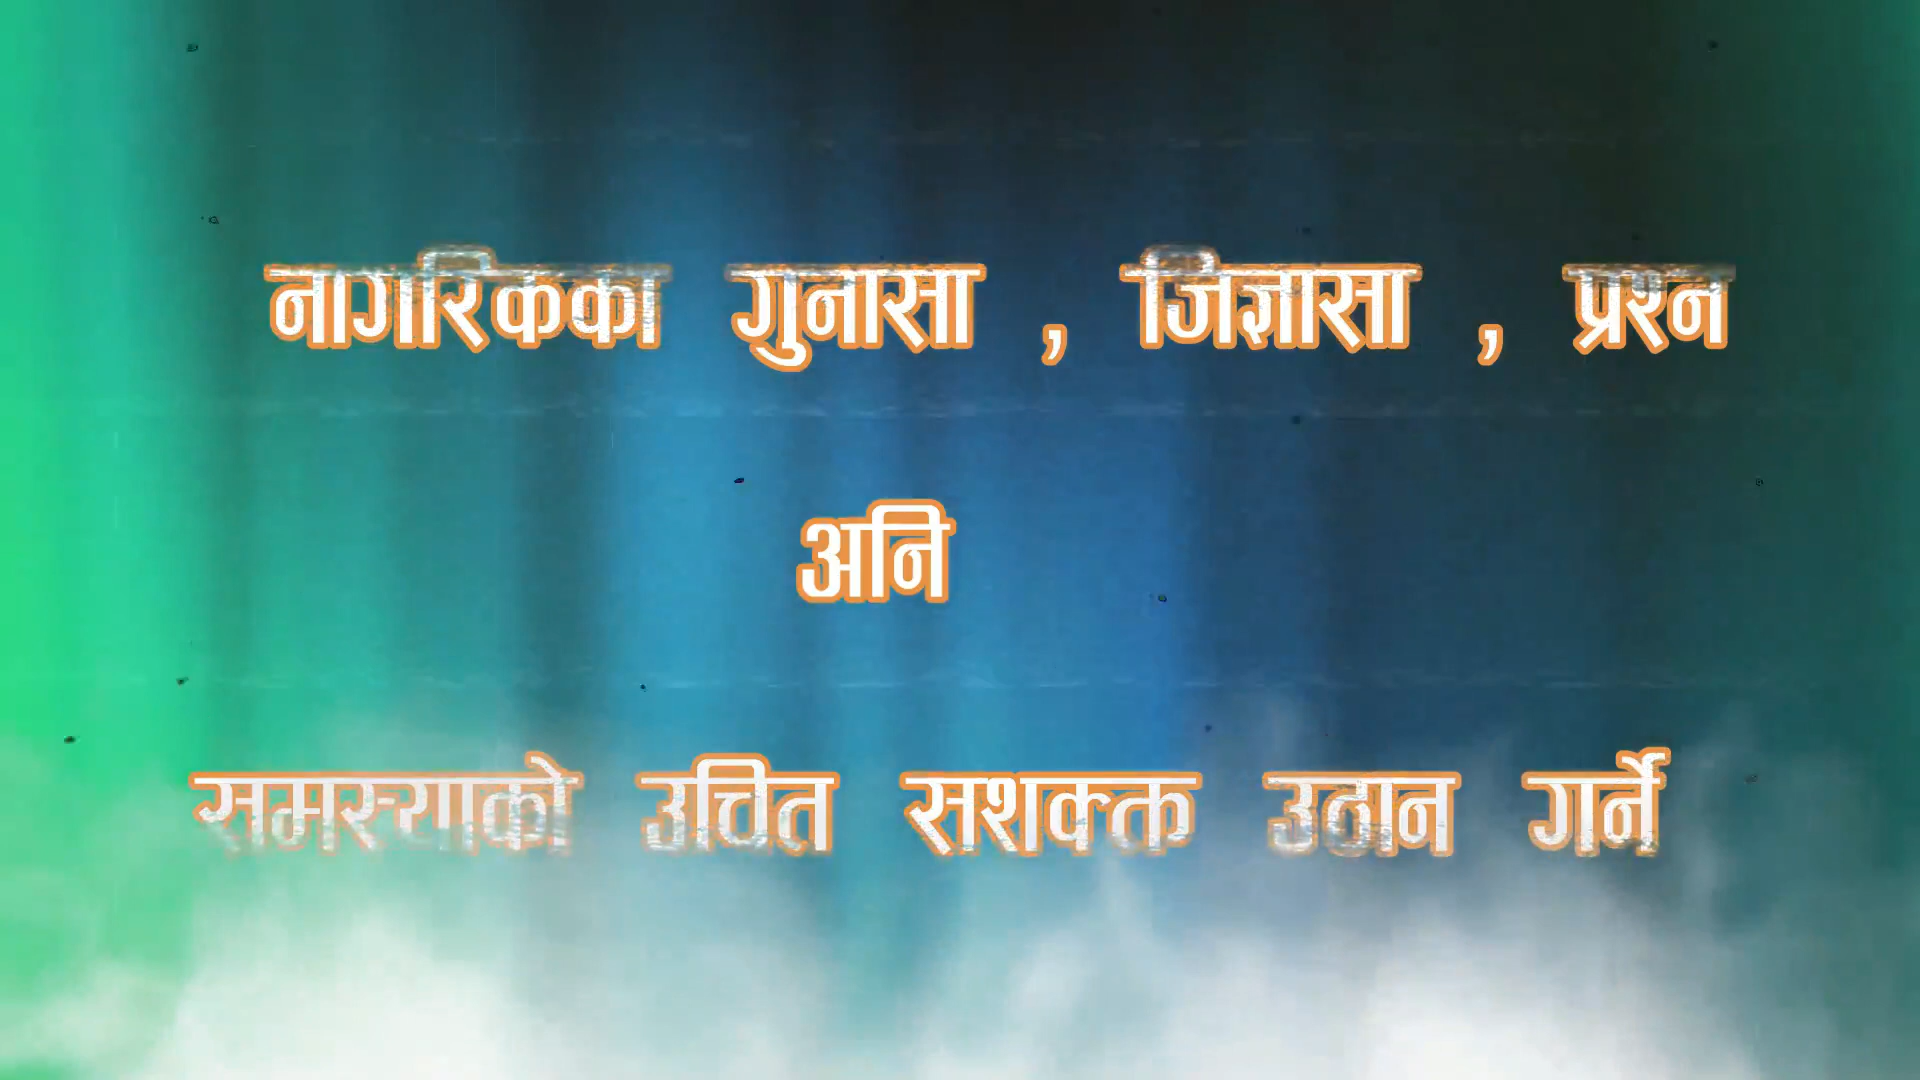 नागरिकका गुनासा , जिज्ञासा , प्रश्न
अनि
समस्याको उचित सशक्त उठान गर्ने